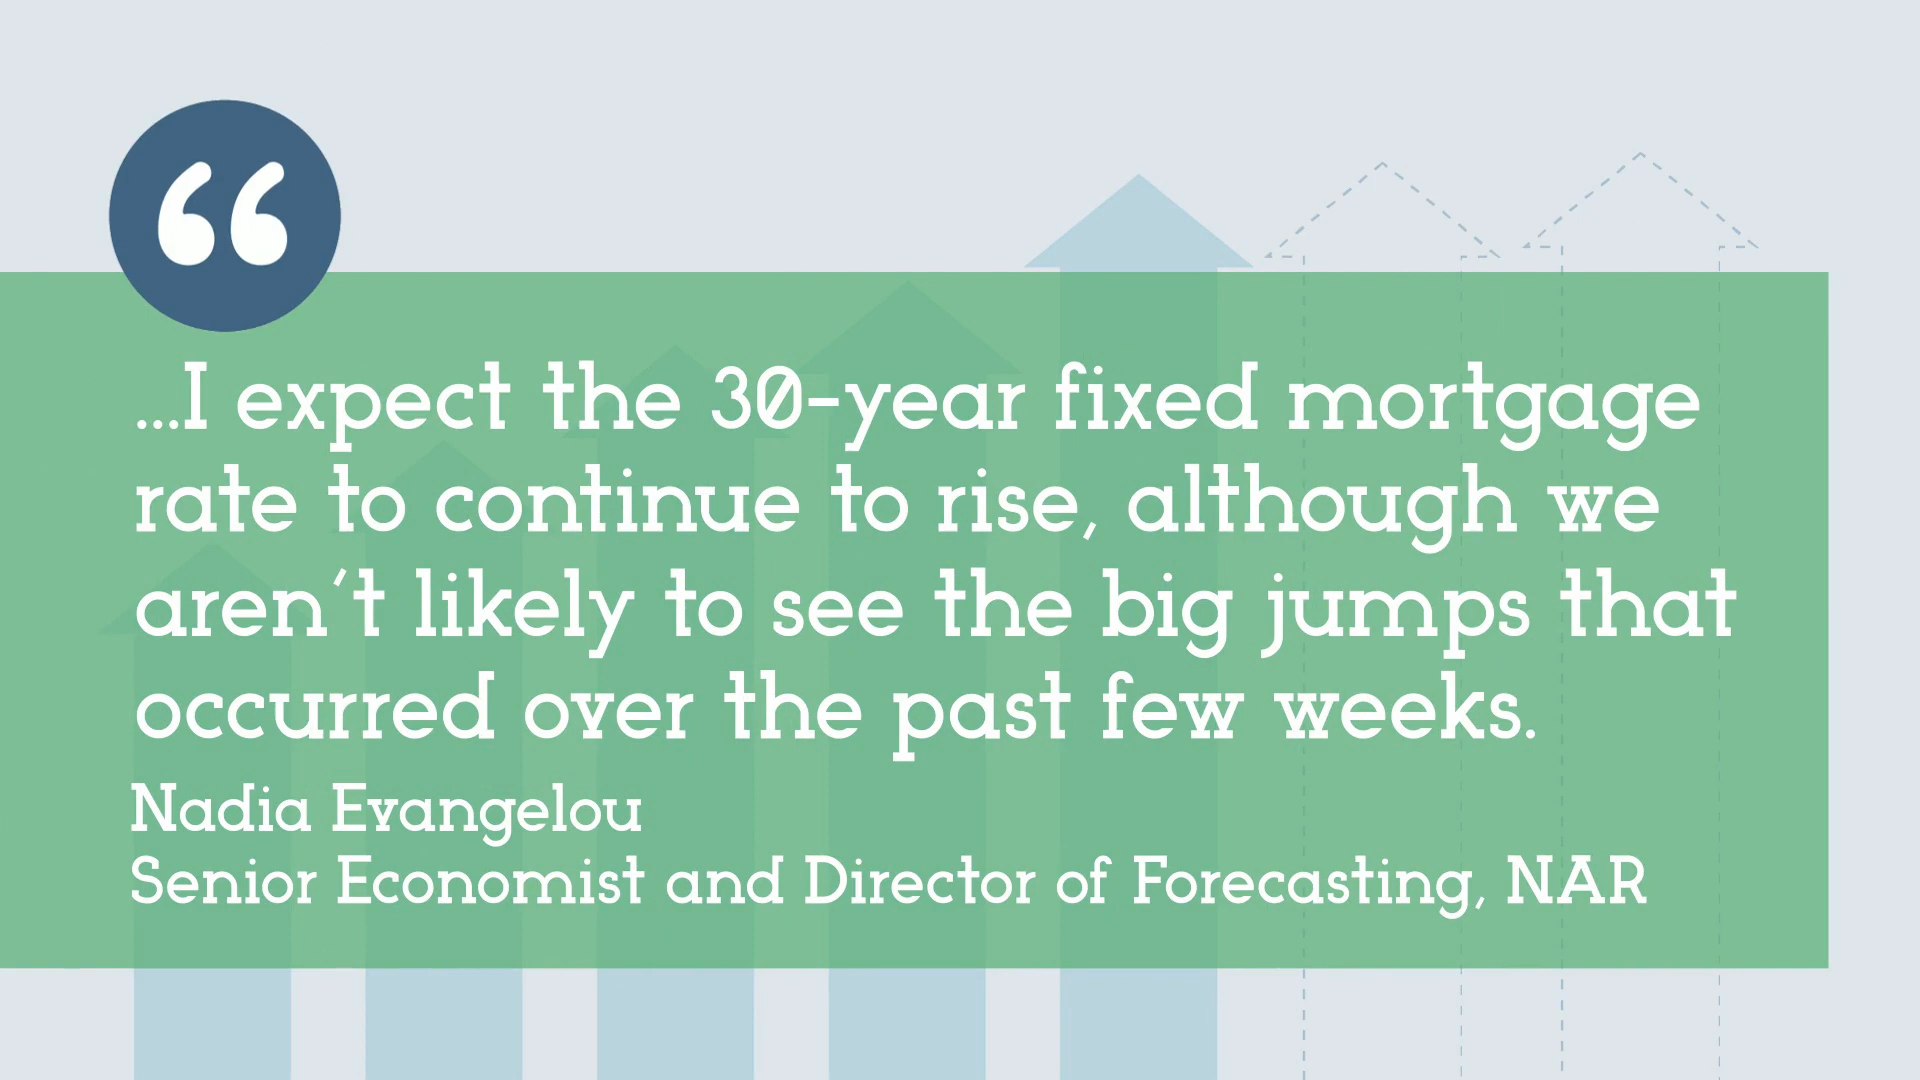 “
...I expect the 30-year fixed mortgage
rate to continue to rise, although we
aren't likely to see the big jumps that
occurred over the past few weeks.
Nadia Evangelou
Senior Economist and Director of Forecasting, NAR